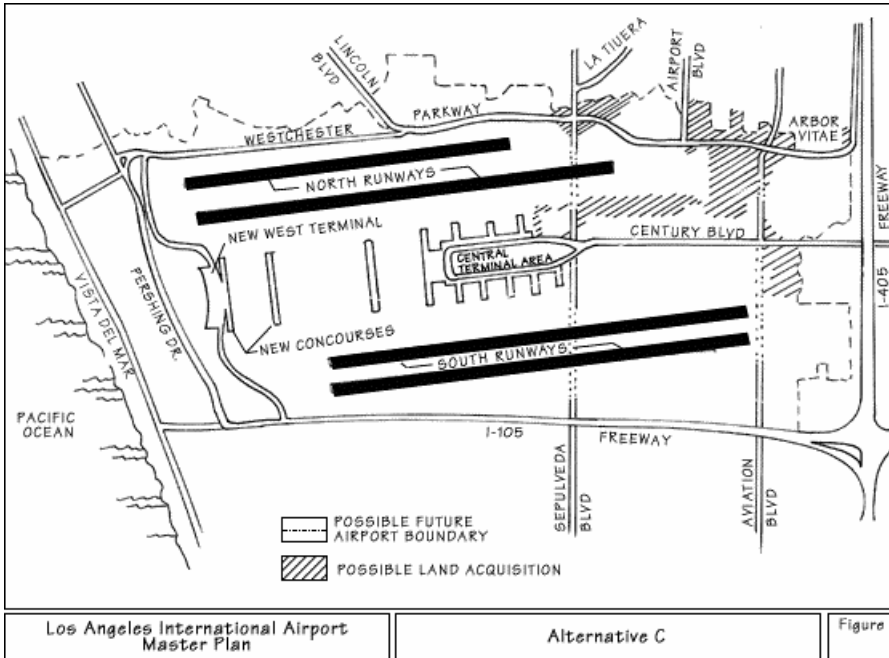 LINCOLN
BLVD
LA TIUERA
AIRPORT
BLVD
PARKWAY
WESTCHESTER
ARBOR
VITAE
NORTH RUNWAYS
FREEWAY
I-405
NEW WEST TERMINAL
CENTURY BLVD
CENTRAL
TERMINAL AREA
PERSHING DR.
VISTA DEL MAR
NEW CONCOURSES
SOUTH RUNWAYS
PACIFIC
OCEAN
I-105
FREEWAY
SEPULVEDA
BLVD
AVIATION
BLVD
POSSIBLE FUTURE
AIRPORT BOUNDARY
POSSIBLE LAND ACQUISITION
Los Angeles International Airport
Master Plan
Alternative C
Figure